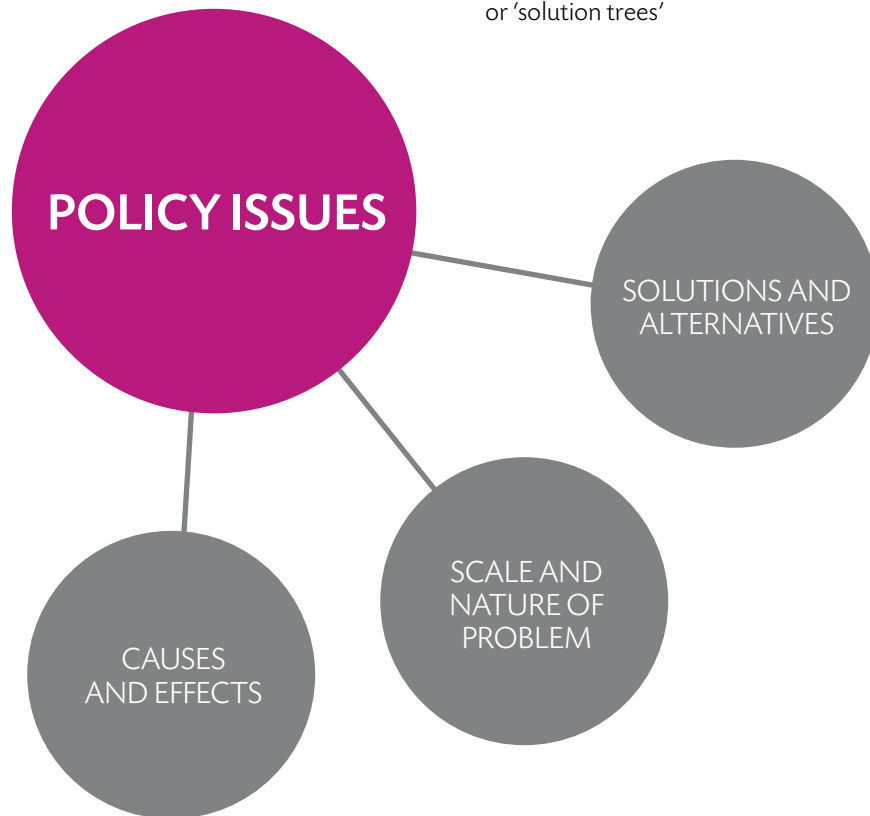 or ‘solution trees’
POLICY ISSUES
SOLUTIONS AND
ALTERNATIVES
SCALE AND
NATURE OF
PROBLEM
CAUSES
AND EFFECTS